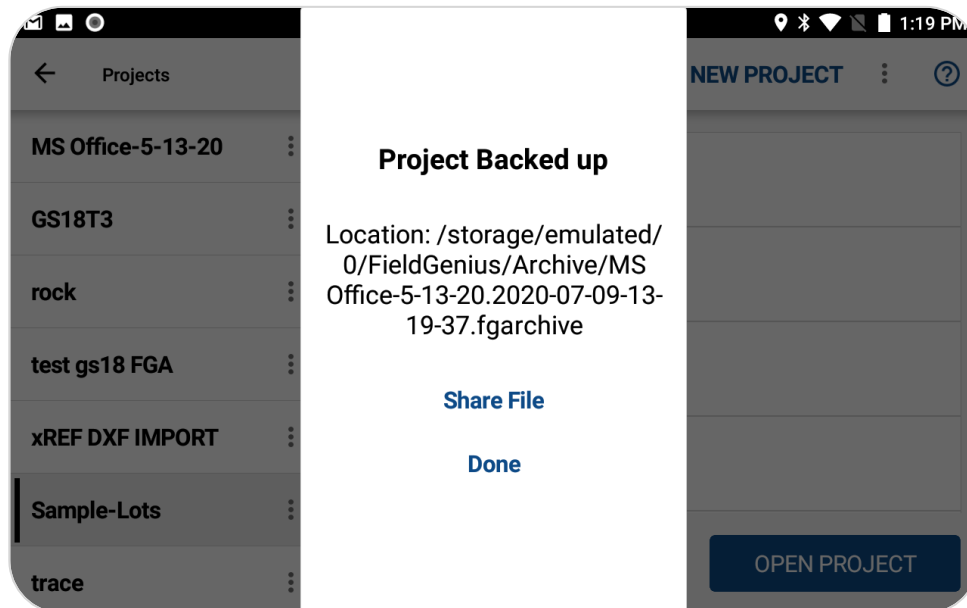 1:19 PM
Projects
NEW PROJECT
MS Office-5-13-20
GS18T3
rock
test gs18 FGA
xREF DXF IMPORT
Sample-Lots
trace
Project Backed up
Location: /storage/emulated/
0/FieldGenius/Archive/MS
Office-5-13-20.2020-07-09-13-
19-37.fgarchive
Share File
Done
OPEN PROJECT